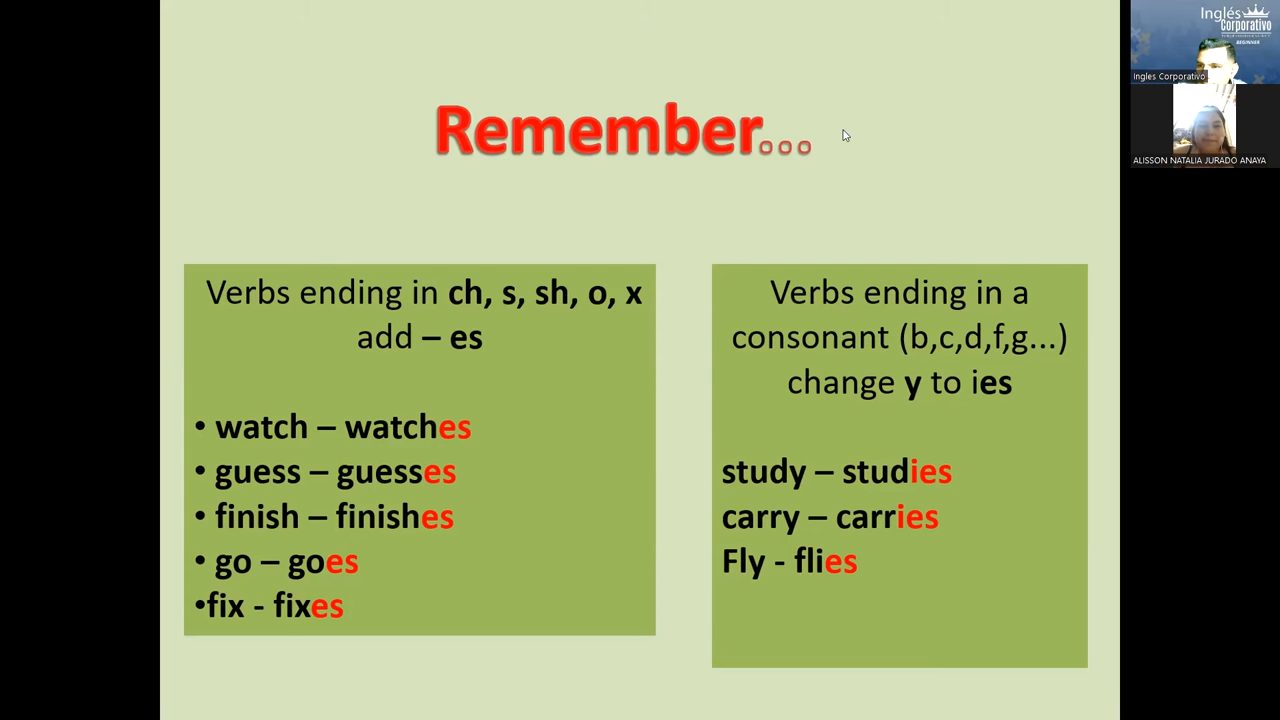 Remember...
Verbs ending in ch, s, sh, o, x
add – es
• watch – watches
• guess – guesses
• finish – finishes
• go – goes
•fix - fixes
Verbs ending in a
consonant (b,c,d,f,g...)
change y to ies
study – studies
carry – carries
Fly - flies
Inglés
Corporativo
BEGINNER
Ingles Corporativo
ALISSON NATALIA JURADO ANAYA